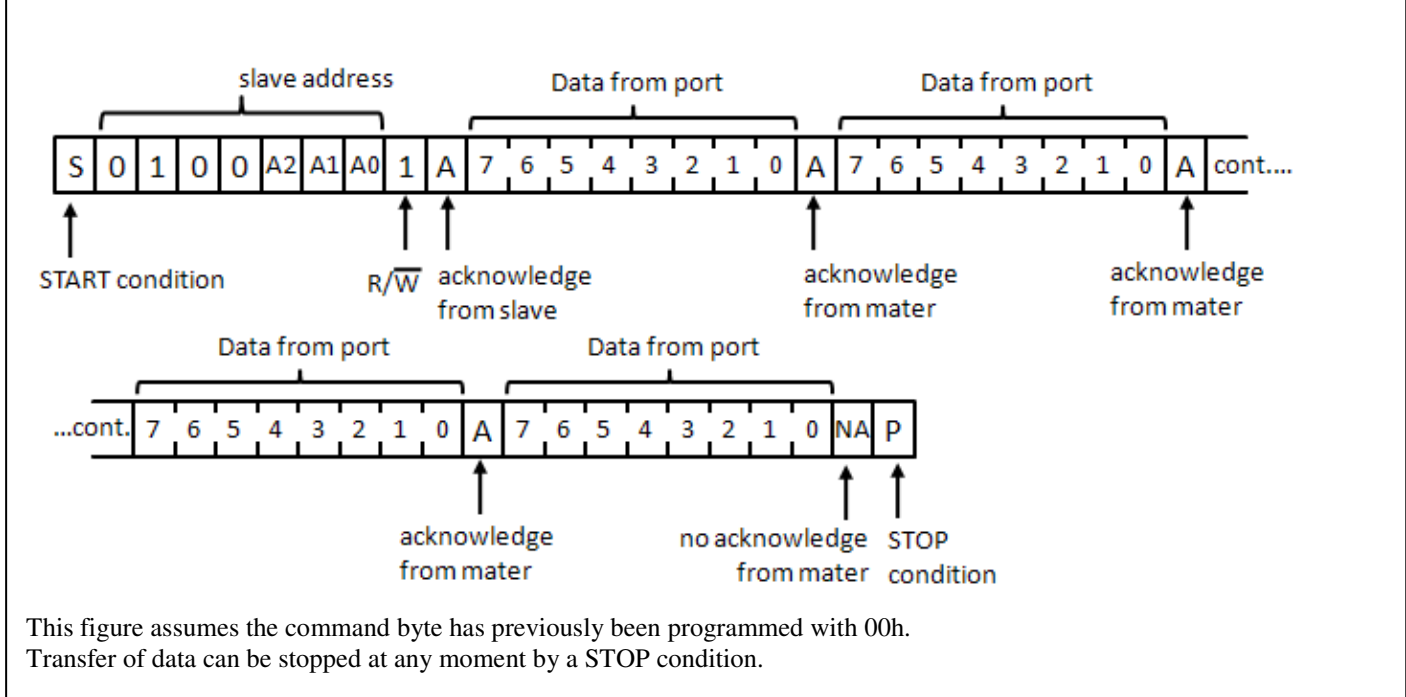 slave address Data from port Data from port
S 0 1 0 0 A2 A1 A0 1 A 7 6 5 4 3 2 1 0 A 7 6 5 4 3 2 1 0 A cont....
START condition R/W̅ acknowledge from slave acknowledge from mater acknowledge from mater
Data from port Data from port
...cont. 7 6 5 4 3 2 1 0 A 7 6 5 4 3 2 1 0 NA P
acknowledge from mater no acknowledge from mater STOP condition
This figure assumes the command byte has previously been programmed with 00h.
Transfer of data can be stopped at any moment by a STOP condition.